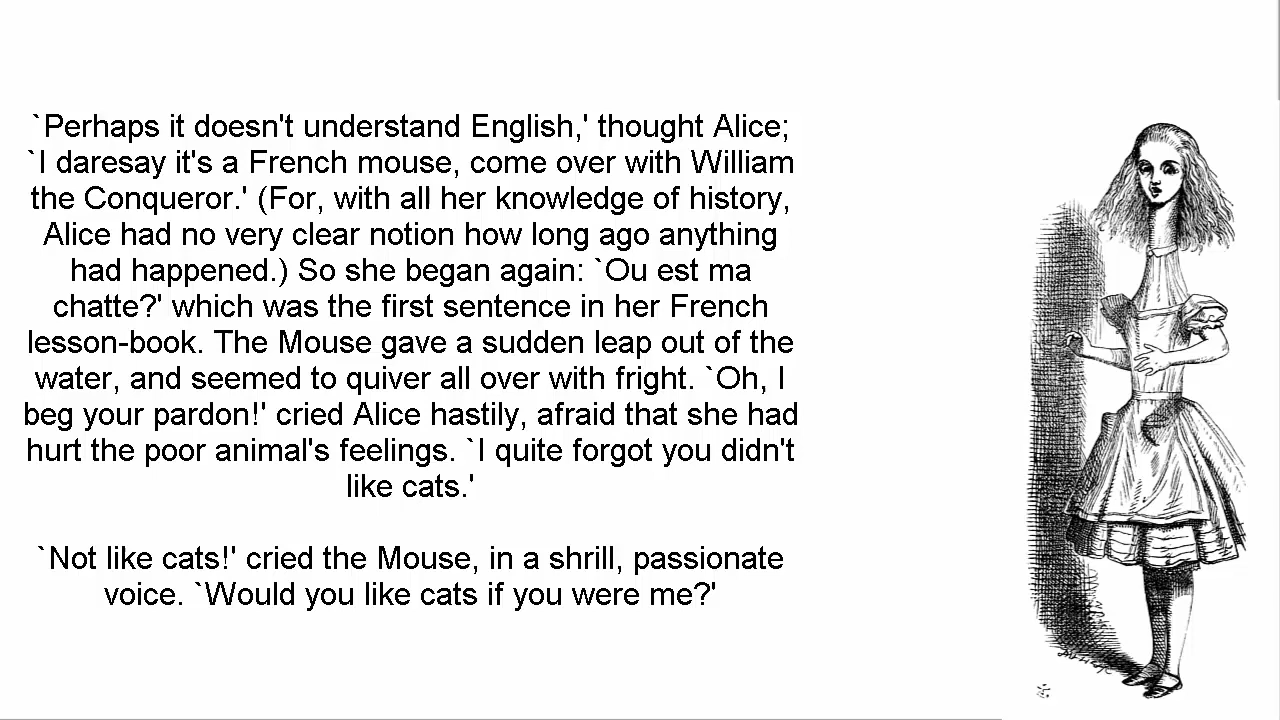 `Perhaps it doesn't understand English,' thought Alice;
`I daresay it's a French mouse, come over with William
the Conqueror.' (For, with all her knowledge of history,
Alice had no very clear notion how long ago anything
had happened.) So she began again: `Ou est ma
chatte?' which was the first sentence in her French
lesson-book. The Mouse gave a sudden leap out of the
water, and seemed to quiver all over with fright. `Oh, I
beg your pardon!' cried Alice hastily, afraid that she had
hurt the poor animal's feelings. `I quite forgot you didn't
like cats.'
`Not like cats!' cried the Mouse, in a shrill, passionate
voice. `Would you like cats if you were me?'